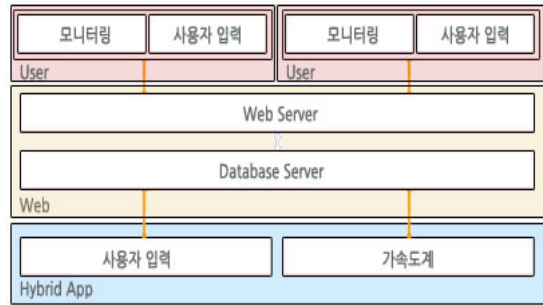 모니터링 사용자 입력 모니터링 사용자 입력
User User
Web Server
Database Server
Web
사용자 입력 가속도계
Hybrid App